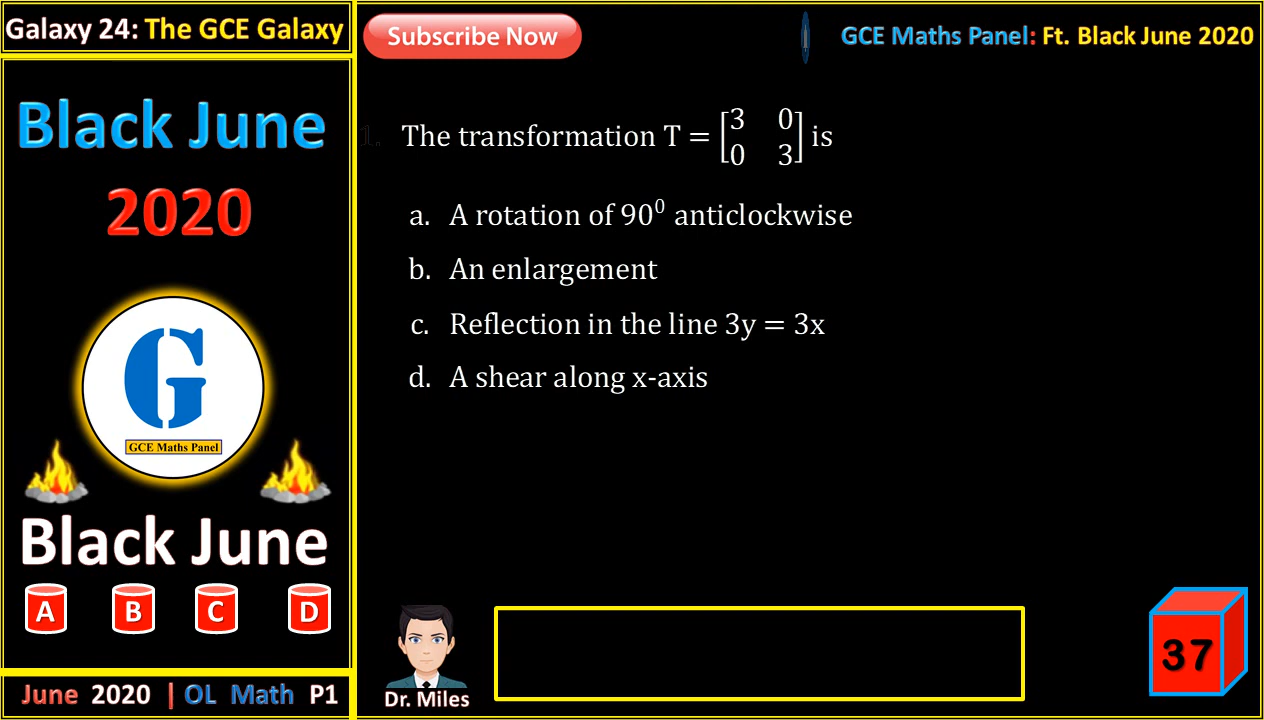 Galaxy 24: The GCE Galaxy
Subscribe Now
GCE Maths Panel: Ft. Black June 2020
Black June
2020
G
GCE Maths Panel
Black June
A B C D
June 2020 | OL Math P1
1. The transformation T = [3 0
0 3] is
a. A rotation of 90⁰ anticlockwise
b. An enlargement
c. Reflection in the line 3y = 3x
d. A shear along x-axis
Dr. Miles
37